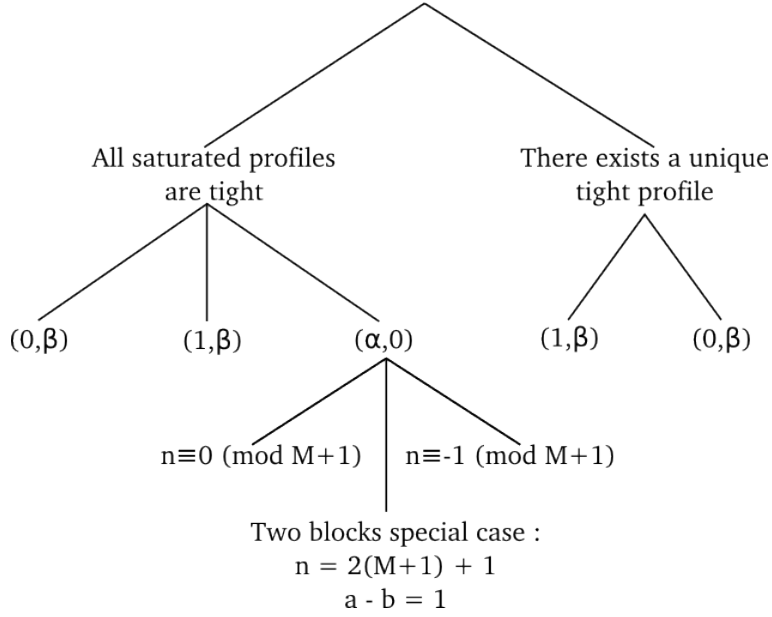 All saturated profiles
are tight
There exists a unique
tight profile
(0,β)
(1,β)
(α,0)
(1,β)
(0,β)
n≡0 (mod M+1)
n≡-1 (mod M+1)
Two blocks special case :
n = 2(M+1) + 1
a - b = 1